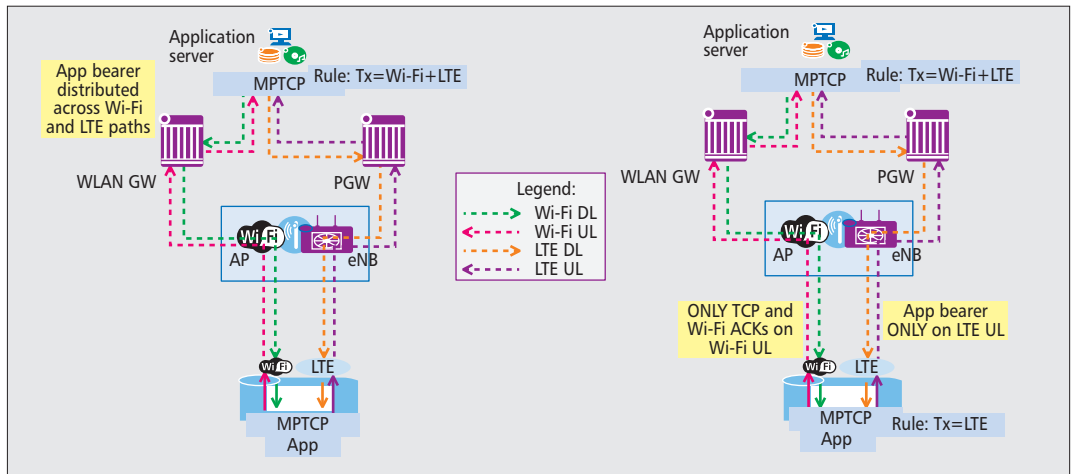 Application
server
App bearer
distributed
across Wi-Fi
and LTE paths
MPTCP
Rule: Tx=Wi-Fi+LTE
WLAN GW
PGW
Wi Fi
AP
eNB
Wi Fi
LTE
MPTCP
App
Legend:
Wi-Fi DL
Wi-Fi UL
LTE DL
LTE UL
Application
server
MPTCP
Rule: Tx=Wi-Fi+LTE
WLAN GW
PGW
Wi Fi
AP
eNB
ONLY TCP and
Wi-Fi ACKs on
Wi-Fi UL
App bearer
ONLY on LTE UL
Wi Fi
LTE
MPTCP
App
Rule: Tx=LTE